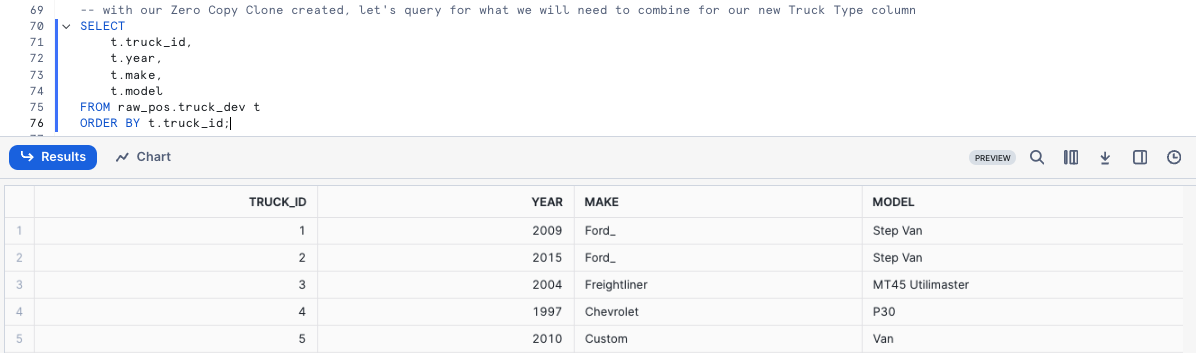 69 -- with our Zero Copy Clone created, let's query for what we will need to combine for our new Truck Type column
70 SELECT
71 t.truck_id,
72 t.year,
73 t.make,
74 t.model
75 FROM raw_pos.truck_dev t
76 ORDER BY t.truck_id;
Results Chart PREVIEW
TRUCK_ID YEAR MAKE MODEL
1 1 2009 Ford_ Step Van
2 2 2015 Ford_ Step Van
3 3 2004 Freightliner MT45 Utilimaster
4 4 1997 Chevrolet P30
5 5 2010 Custom Van